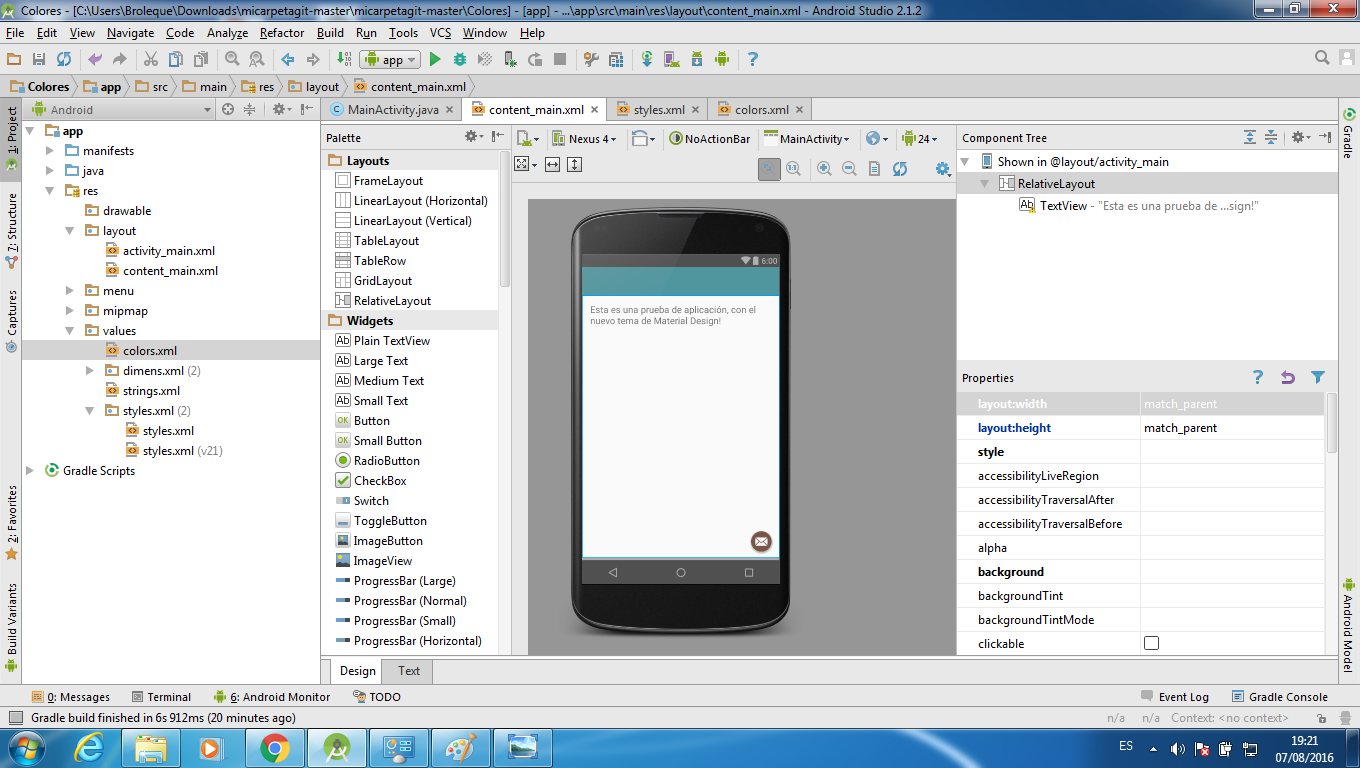 Colores - [C:\Users\Broleque\Downloads\micarpetagit-master\micarpetagit-master\Colores] - [app] - ...\app\src\main\res\layout\content_main.xml - Android Studio 2.1.2
File Edit View Navigate Code Analyze Refactor Build Run Tools VCS Window Help
app
Colores app src main res layout content_main.xml
Android
MainActivity.java content_main.xml styles.xml colors.xml
1: Project
7: Structure
Captures
2: Favorites
Build Variants
app
manifests
java
res
drawable
layout
activity_main.xml
content_main.xml
menu
mipmap
values
colors.xml
dimens.xml (2)
strings.xml
styles.xml (2)
styles.xml
styles.xml (v21)
Gradle Scripts
Palette
Layouts
FrameLayout
LinearLayout (Horizontal)
LinearLayout (Vertical)
TableLayout
TableRow
GridLayout
RelativeLayout
Widgets
Plain TextView
Large Text
Medium Text
Small Text
Button
Small Button
RadioButton
CheckBox
Switch
ToggleButton
ImageButton
ImageView
ProgressBar (Large)
ProgressBar (Normal)
ProgressBar (Small)
ProgressBar (Horizontal)
Nexus 4 NoActionBar MainActivity 24
6:00
Esta es una prueba de aplicación, con el
nuevo tema de Material Design!
Component Tree
Shown in @layout/activity_main
RelativeLayout
TextView - "Esta es una prueba de ...sign!"
Properties
layout:width match_parent
layout:height match_parent
style
accessibilityLiveRegion
accessibilityTraversalAfter
accessibilityTraversalBefore
alpha
background
backgroundTint
backgroundTintMode
clickable
Gradle
Android Model
Design Text
0: Messages Terminal 6: Android Monitor TODO Event Log Gradle Console
Gradle build finished in 6s 912ms (20 minutes ago) n/a n/a Context: <no context>
ES 19:21
07/08/2016